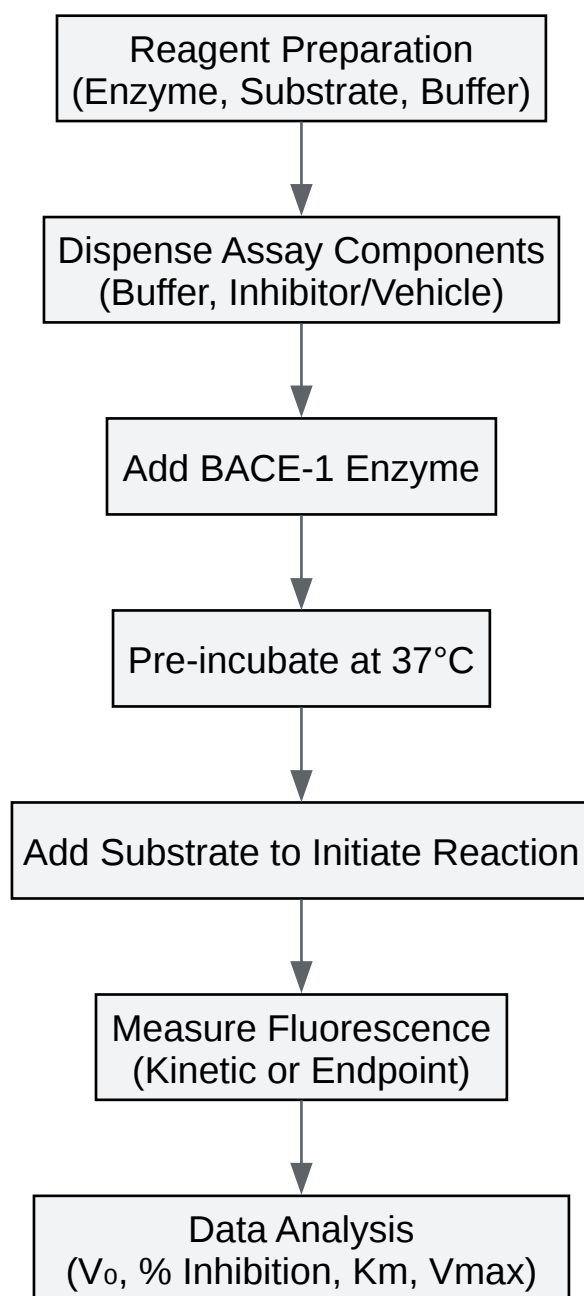 Reagent Preparation
(Enzyme, Substrate, Buffer)
Dispense Assay Components
(Buffer, Inhibitor/Vehicle)
Add BACE-1 Enzyme
Pre-incubate at 37°C
Add Substrate to Initiate Reaction
Measure Fluorescence
(Kinetic or Endpoint)
Data Analysis
(V₀, % Inhibition, Km, Vmax)